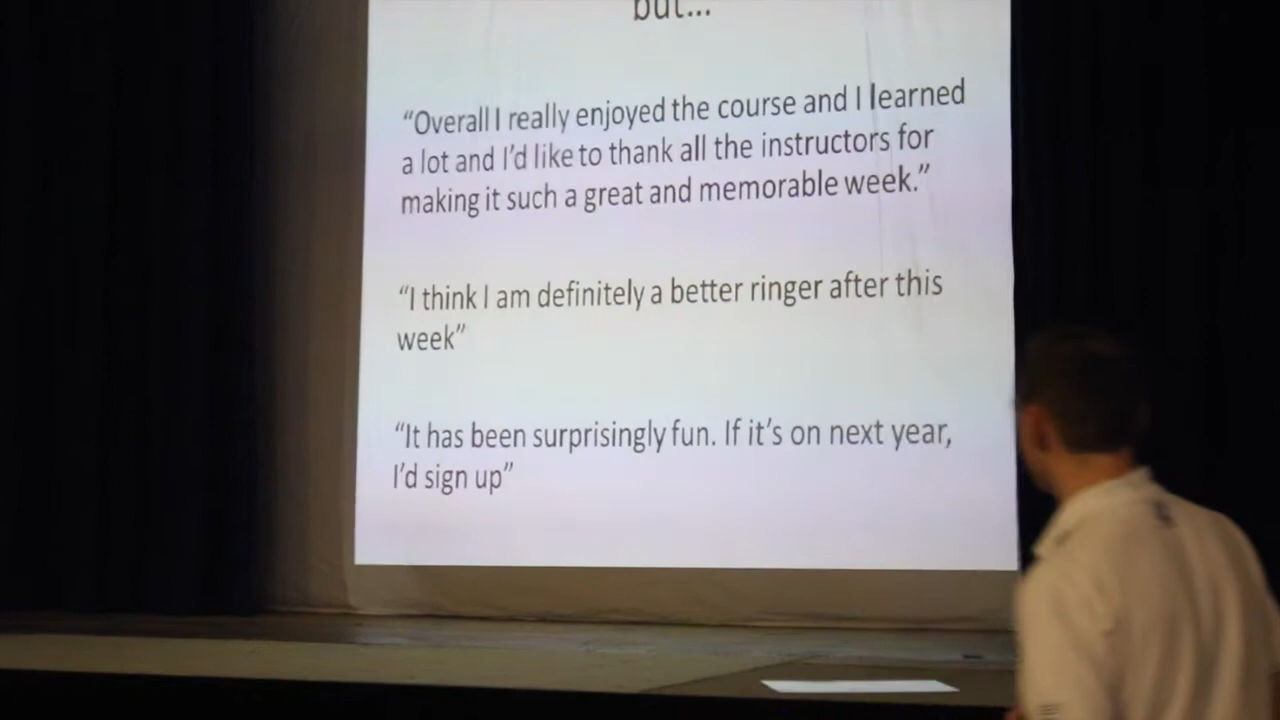 but...
“Overall I really enjoyed the course and I learned
a lot and I’d like to thank all the instructors for
making it such a great and memorable week.”
“I think I am definitely a better ringer after this
week”
“It has been surprisingly fun. If it’s on next year,
I’d sign up”